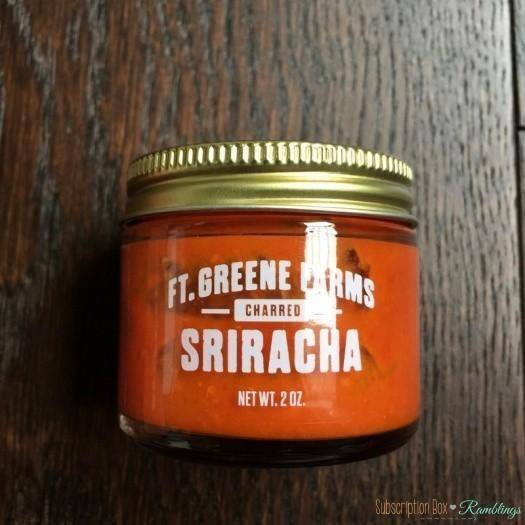 FT. GREENE FARMS
CHARRED
SRIRACHA
NET WT. 2 OZ.
Subscription Box ♥ Ramblings